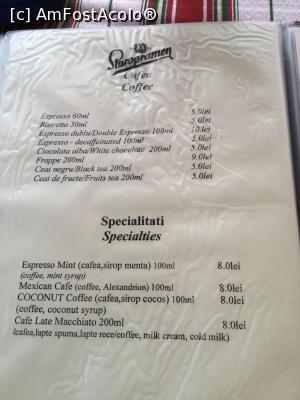 [c] AmFostAcolo®
Staropramen
Cafea
Coffee
Espresso 60ml 5.0lei
Ristretto 30ml 5.0lei
Espresso dublu/Double Espresso 100ml 10.lei
Espresso - decaffeinated 100ml 5.0lei
Ciocolata alba/White chocolate 200ml 5.0lei
Frappe 200ml 9.0lei
Ceai negru/Black tea 200ml 5.0lei
Ceai de fructe/Fruits tea 200ml 5.0lei
Specialitati
Specialties
Espresso Mint (cafea,sirop menta) 100ml 8.0lei
(coffee, mint syrup)
Mexican Cafe (coffee, Alexandrion) 100ml 8.0lei
COCONUT Coffee (cafea,sirop cocos) 100ml 8.0lei
(coffee, coconut syrup)
Cafe Late Macchiato 200ml 8.0lei
(cafea,lapte spuma,lapte rece/coffee, milk cream, cold milk)